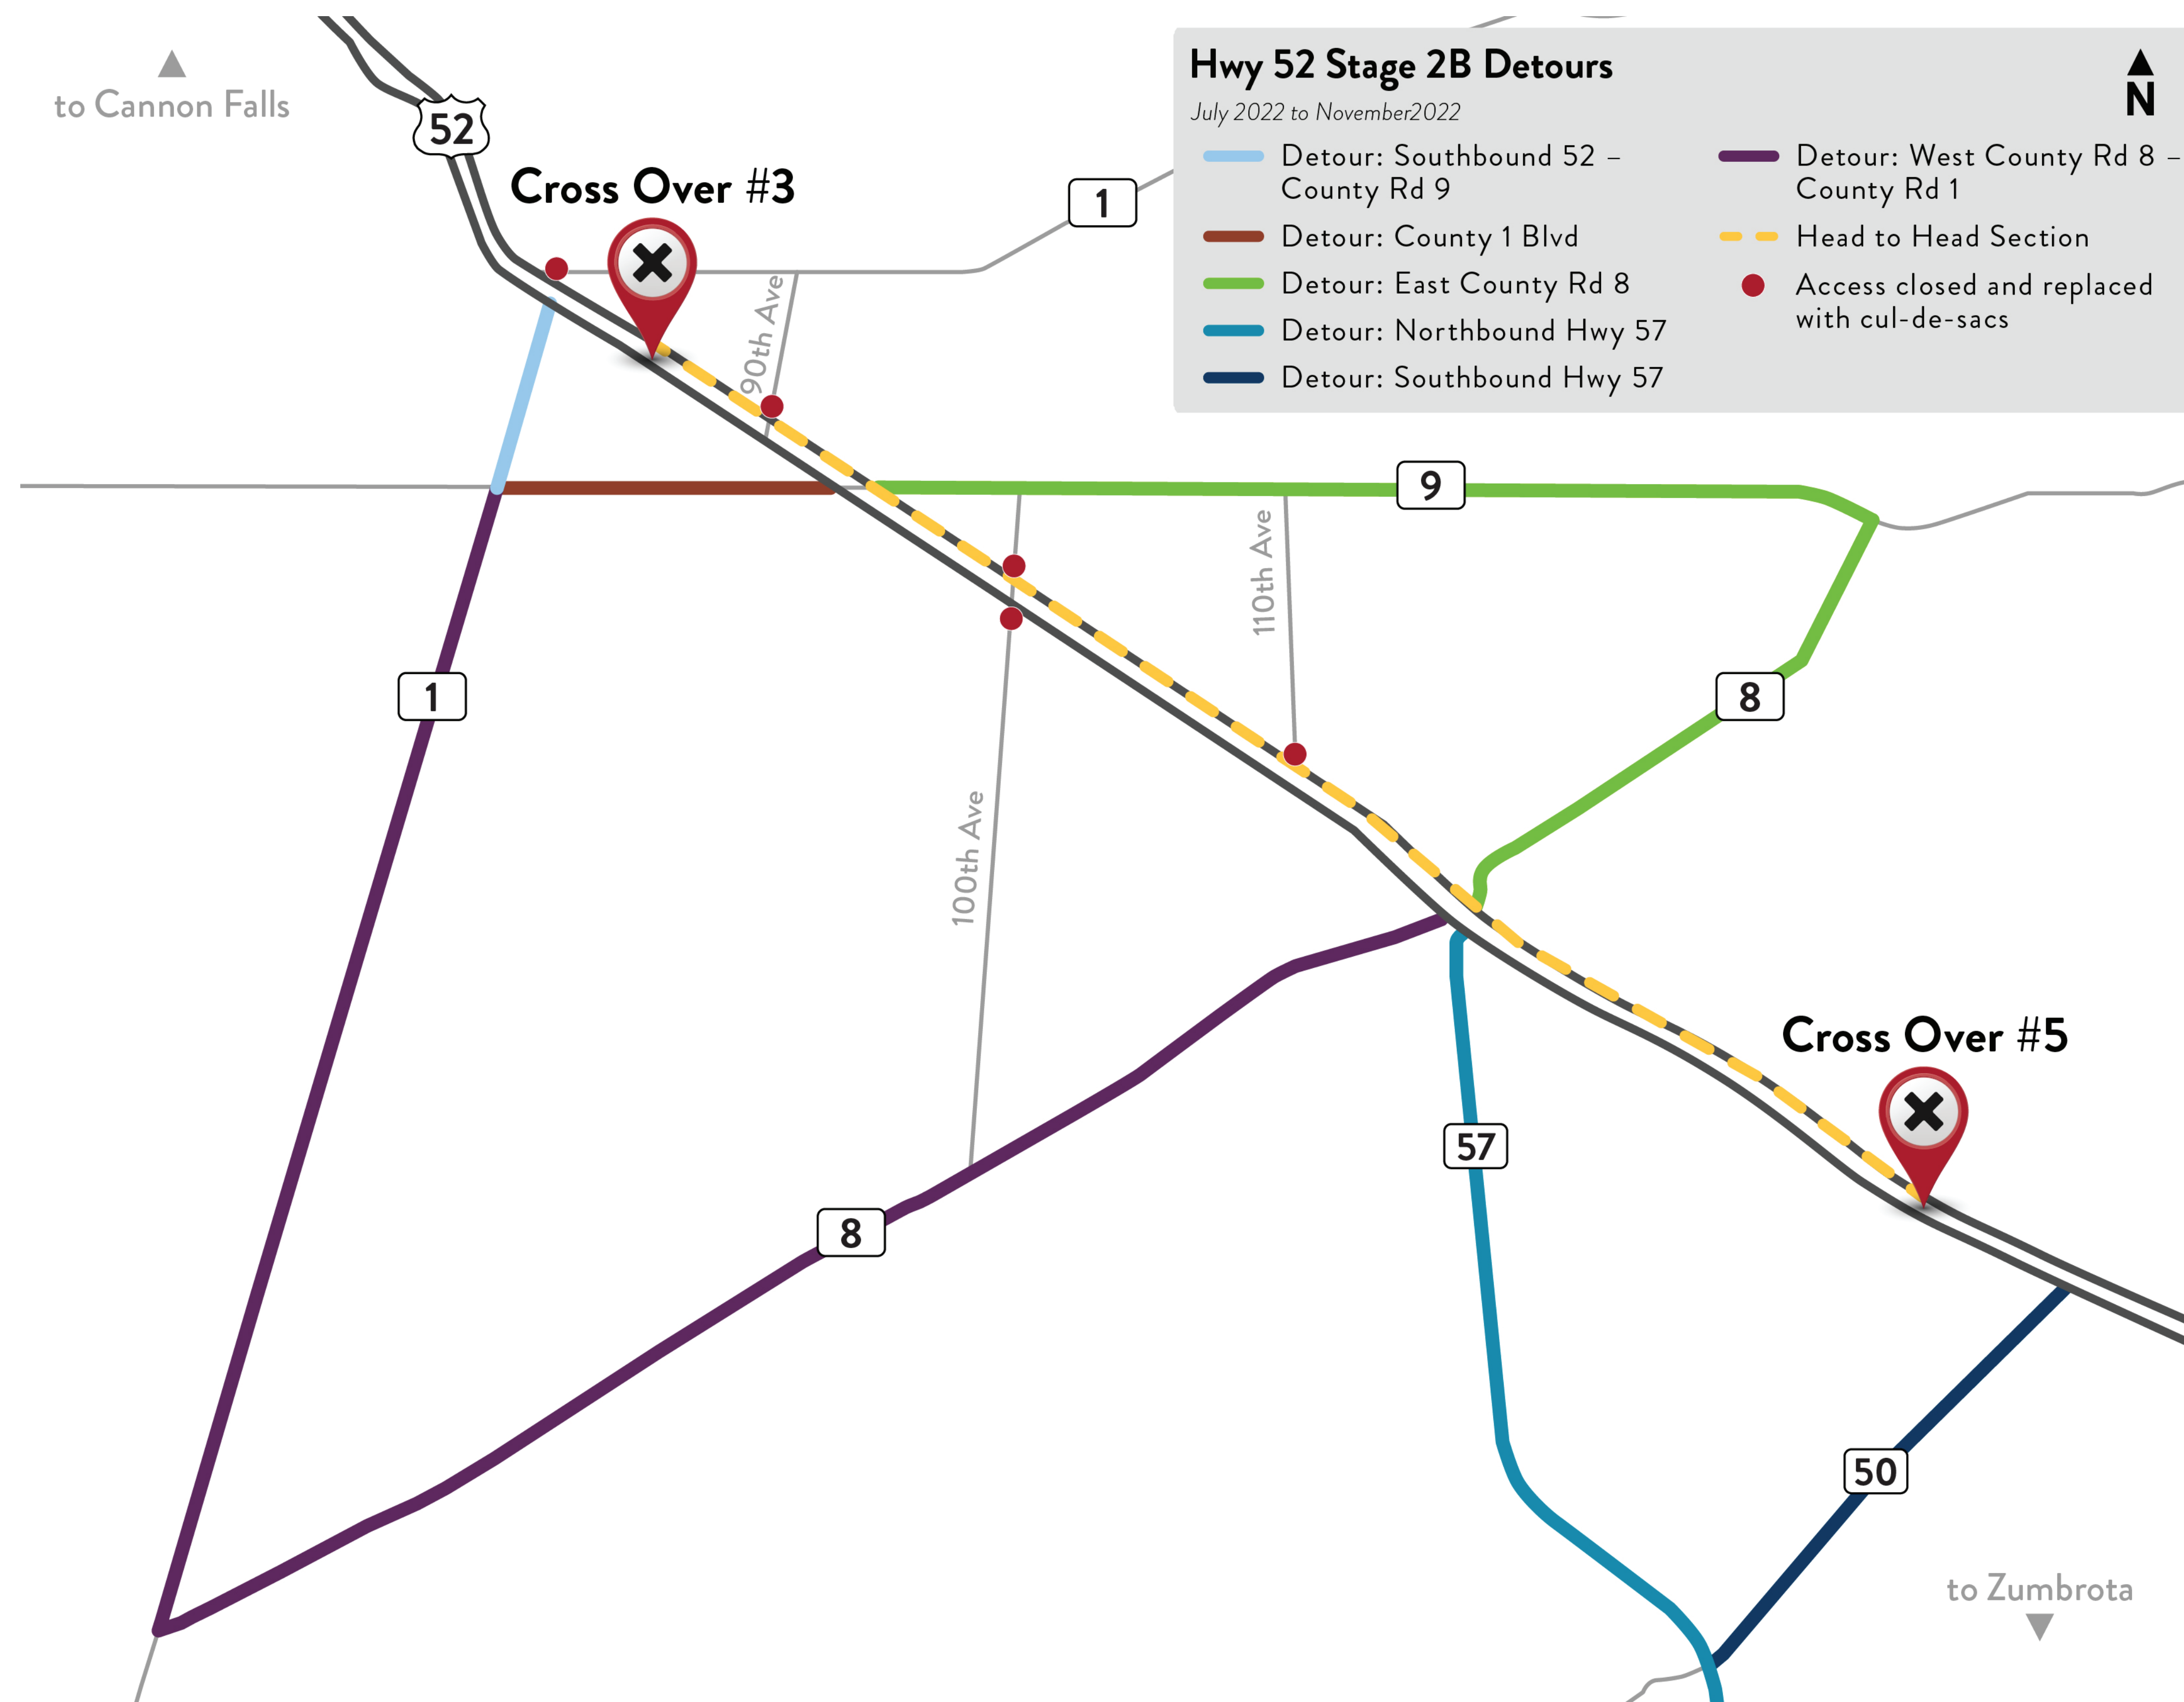 to Cannon Falls
52
Cross Over #3
1
Hwy 52 Stage 2B Detours
July 2022 to November2022
N
Detour: Southbound 52 –
County Rd 9
Detour: County 1 Blvd
Detour: East County Rd 8
Detour: Northbound Hwy 57
Detour: Southbound Hwy 57
Detour: West County Rd 8 –
County Rd 1
Head to Head Section
Access closed and replaced
with cul-de-sacs
90th Ave
9
110th Ave
1
8
100th Ave
Cross Over #5
57
8
50
to Zumbrota